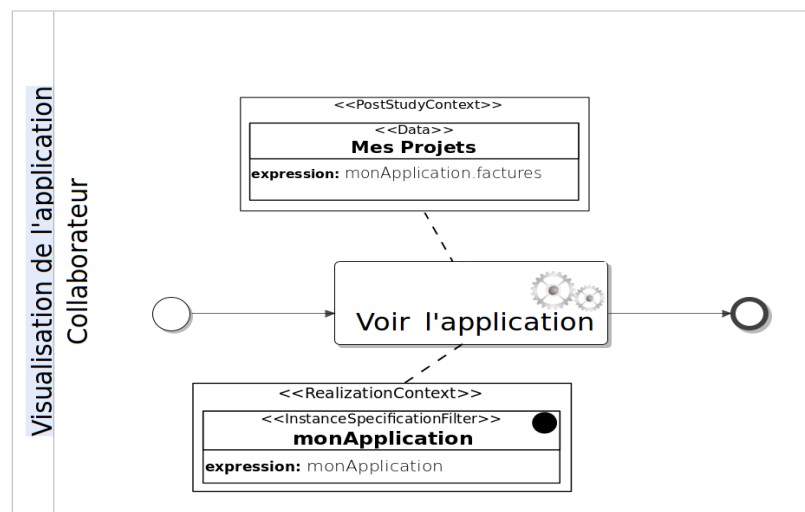 Visualisation de l'application
Collaborateur
<<PostStudyContext>>
<<Data>>
Mes Projets
expression: monApplication.factures
Voir l'application
<<RealizationContext>>
<<InstanceSpecificationFilter>>
monApplication
expression: monApplication